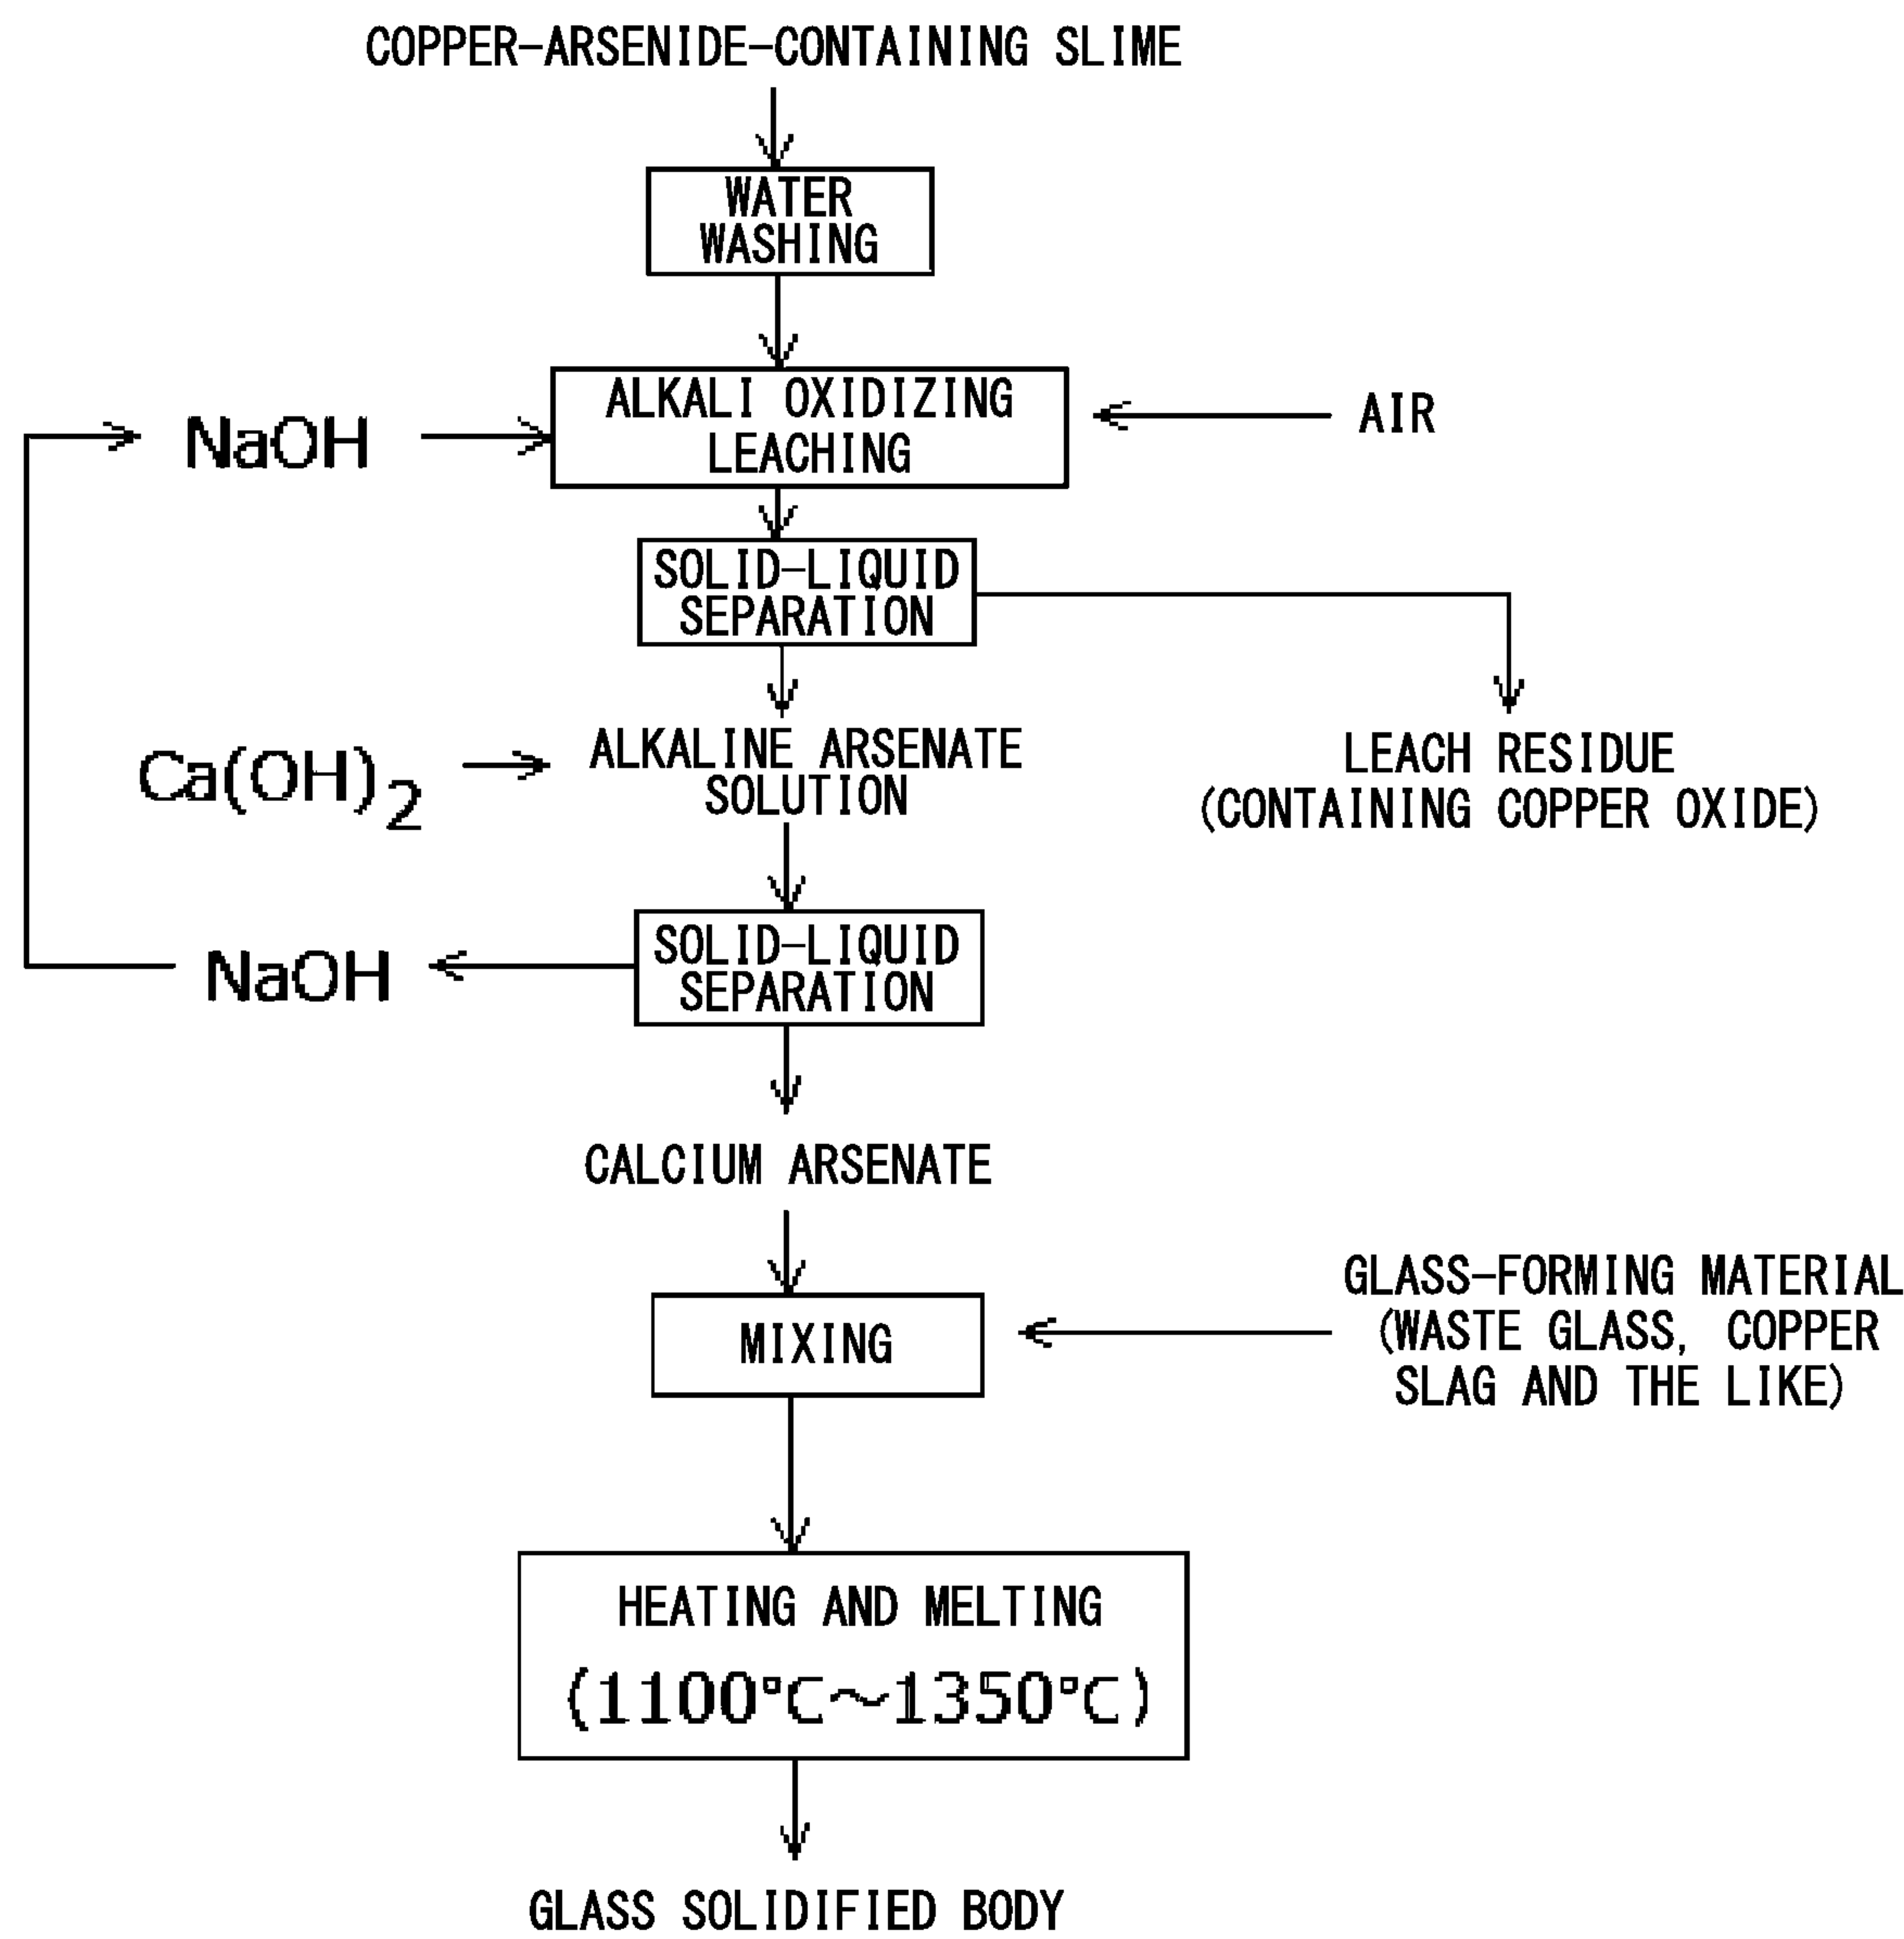 COPPER-ARSENIDE-CONTAINING SLIME
WATER
WASHING
ALKALI OXIDIZING
LEACHING
NaOH
AIR
SOLID-LIQUID
SEPARATION
ALKALINE ARSENATE
SOLUTION
Ca(OH)2
LEACH RESIDUE
(CONTAINING COPPER OXIDE)
SOLID-LIQUID
SEPARATION
NaOH
CALCIUM ARSENATE
MIXING
GLASS-FORMING MATERIAL
(WASTE GLASS, COPPER
SLAG AND THE LIKE)
HEATING AND MELTING
(1100℃~1350℃)
GLASS SOLIDIFIED BODY